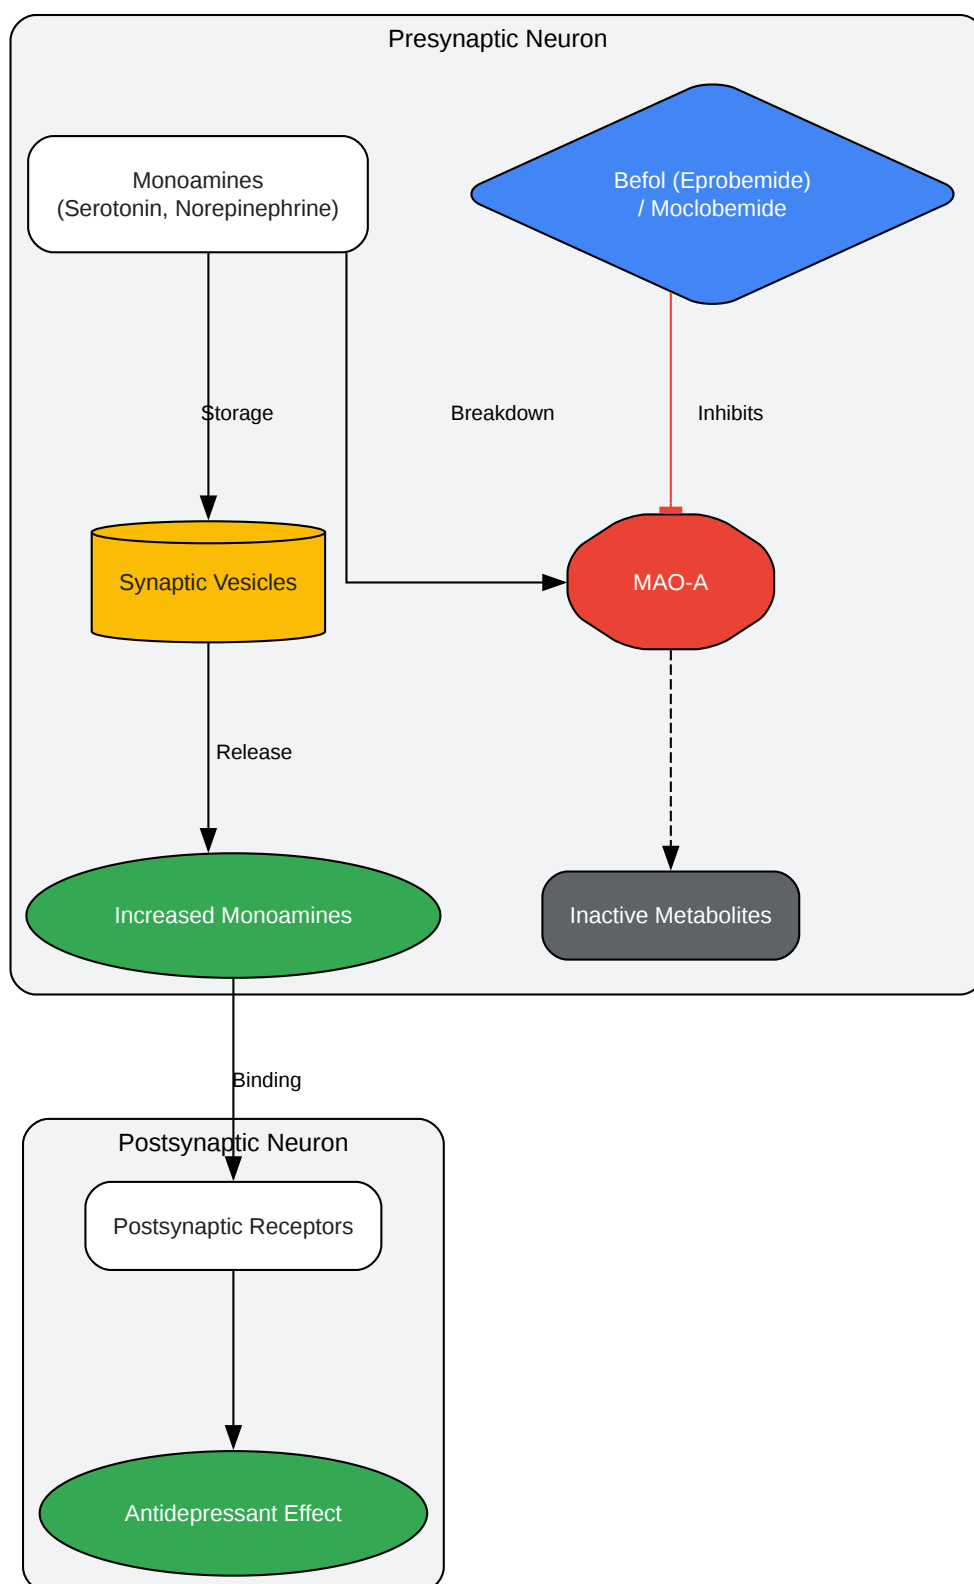 Presynaptic Neuron
Monoamines
(Serotonin, Norepinephrine)
Befol (Eprobemide)
/ Moclobemide
Storage
Breakdown
Inhibits
Synaptic Vesicles
MAO-A
Release
Increased Monoamines
Inactive Metabolites
Binding
Postsynaptic Neuron
Postsynaptic Receptors
Antidepressant Effect